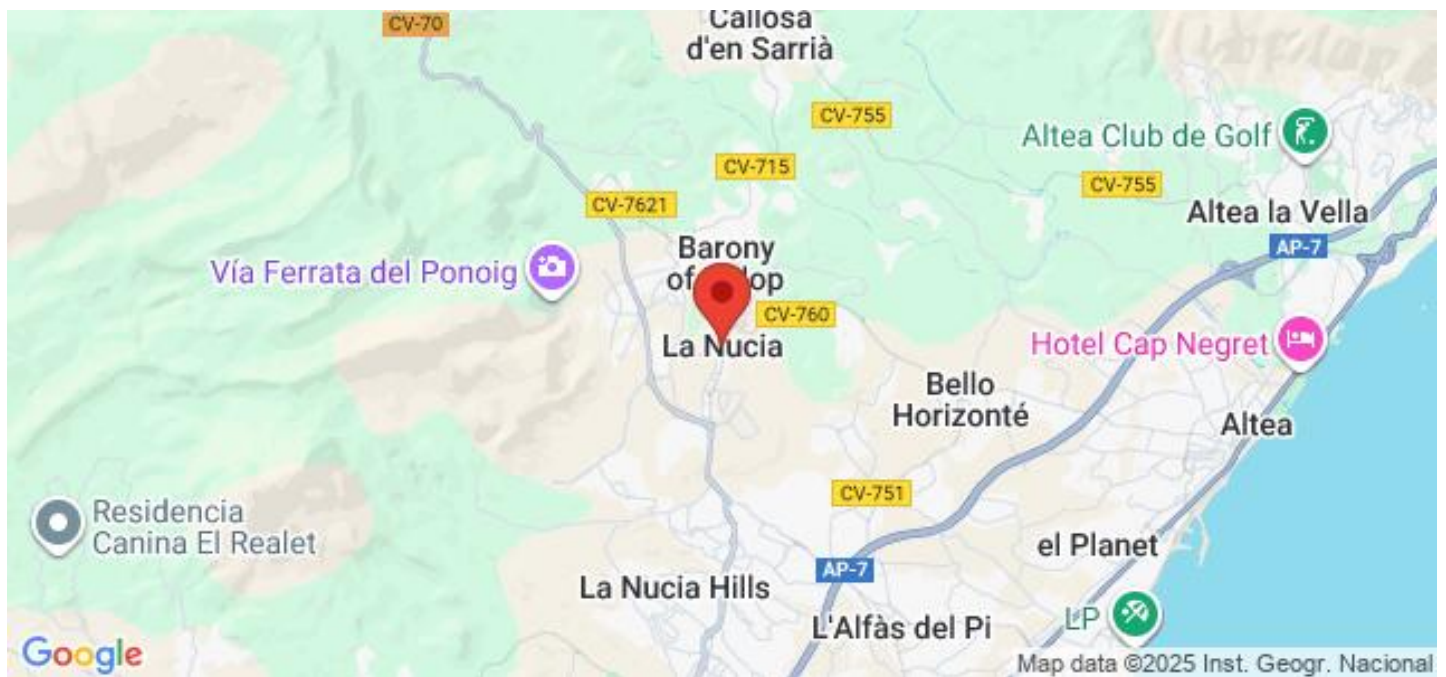 CV-70
Callosa
d'en Sarrià
CV-755
Altea Club de Golf
CV-715
CV-755
CV-7621
Altea la Vella
Barony
AP-7
Vía Ferrata del Ponoig
CV-760
La Nucia
Hotel Cap Negret
Bello
Horizonté
Altea
CV-751
Residencia
Canina El Realet
el Planet
AP-7
La Nucia Hills
LP
L'Alfàs del Pi
Google
Map data ©2025 Inst. Geogr. Nacional